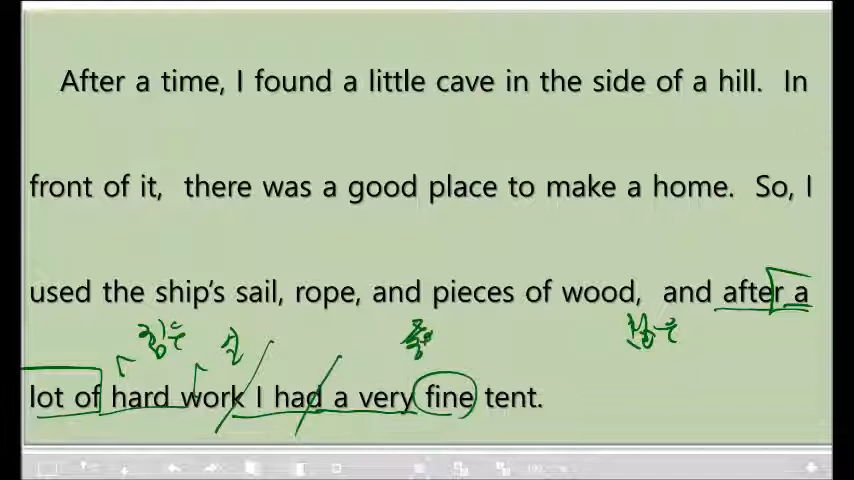 After a time, I found a little cave in the side of a hill. In
front of it, there was a good place to make a home. So, I
used the ship's sail, rope, and pieces of wood, and after a
lot of hard work I had a very fine tent.